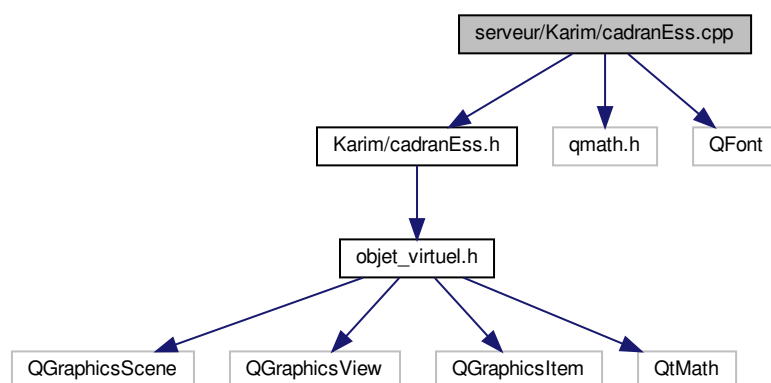 serveur/Karim/cadranEss.cpp
Karim/cadranEss.h
qmath.h
QFont
objet_virtuel.h
QGraphicsScene
QGraphicsView
QGraphicsItem
QtMath